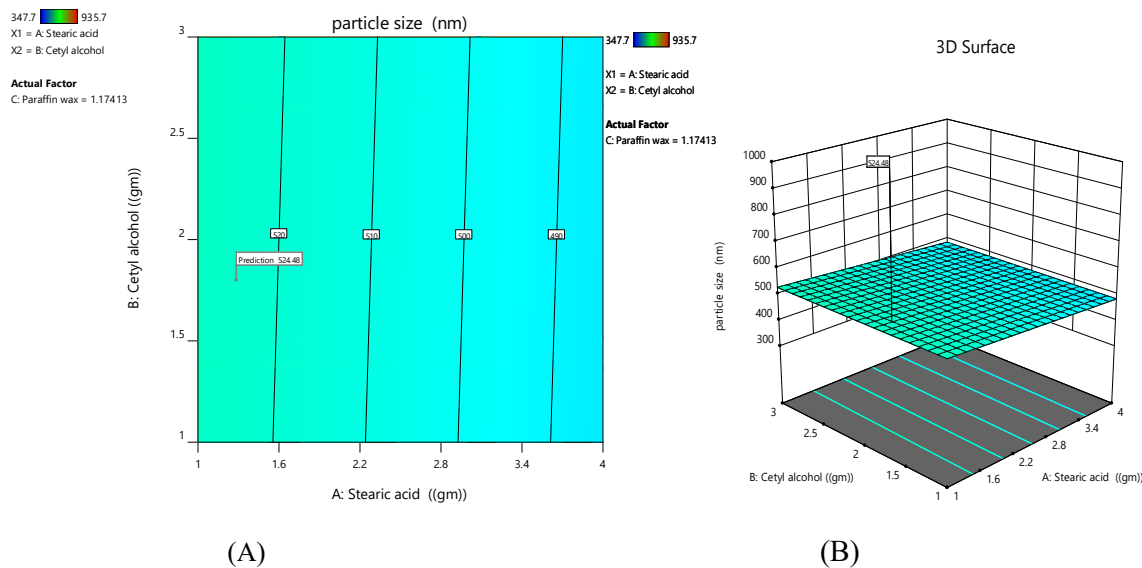 347.7 935.7
X1 = A: Stearic acid
X2 = B: Cetyl alcohol
Actual Factor
C: Paraffin wax = 1.17413
particle size (nm)
3
2.5
2
1.5
1
B: Cetyl alcohol ((gm))
520
510
500
490
Prediction 524.48
1 1.6 2.2 2.8 3.4 4
A: Stearic acid ((gm))
(A)
347.7 935.7
X1 = A: Stearic acid
X2 = B: Cetyl alcohol
Actual Factor
C: Paraffin wax = 1.17413
3D Surface
524.48
1000
900
800
700
600
500
400
300
particle size (nm)
3
2.5
2
1.5
1
B: Cetyl alcohol ((gm))
1
1.6
2.2
2.8
3.4
4
A: Stearic acid ((gm))
(B)